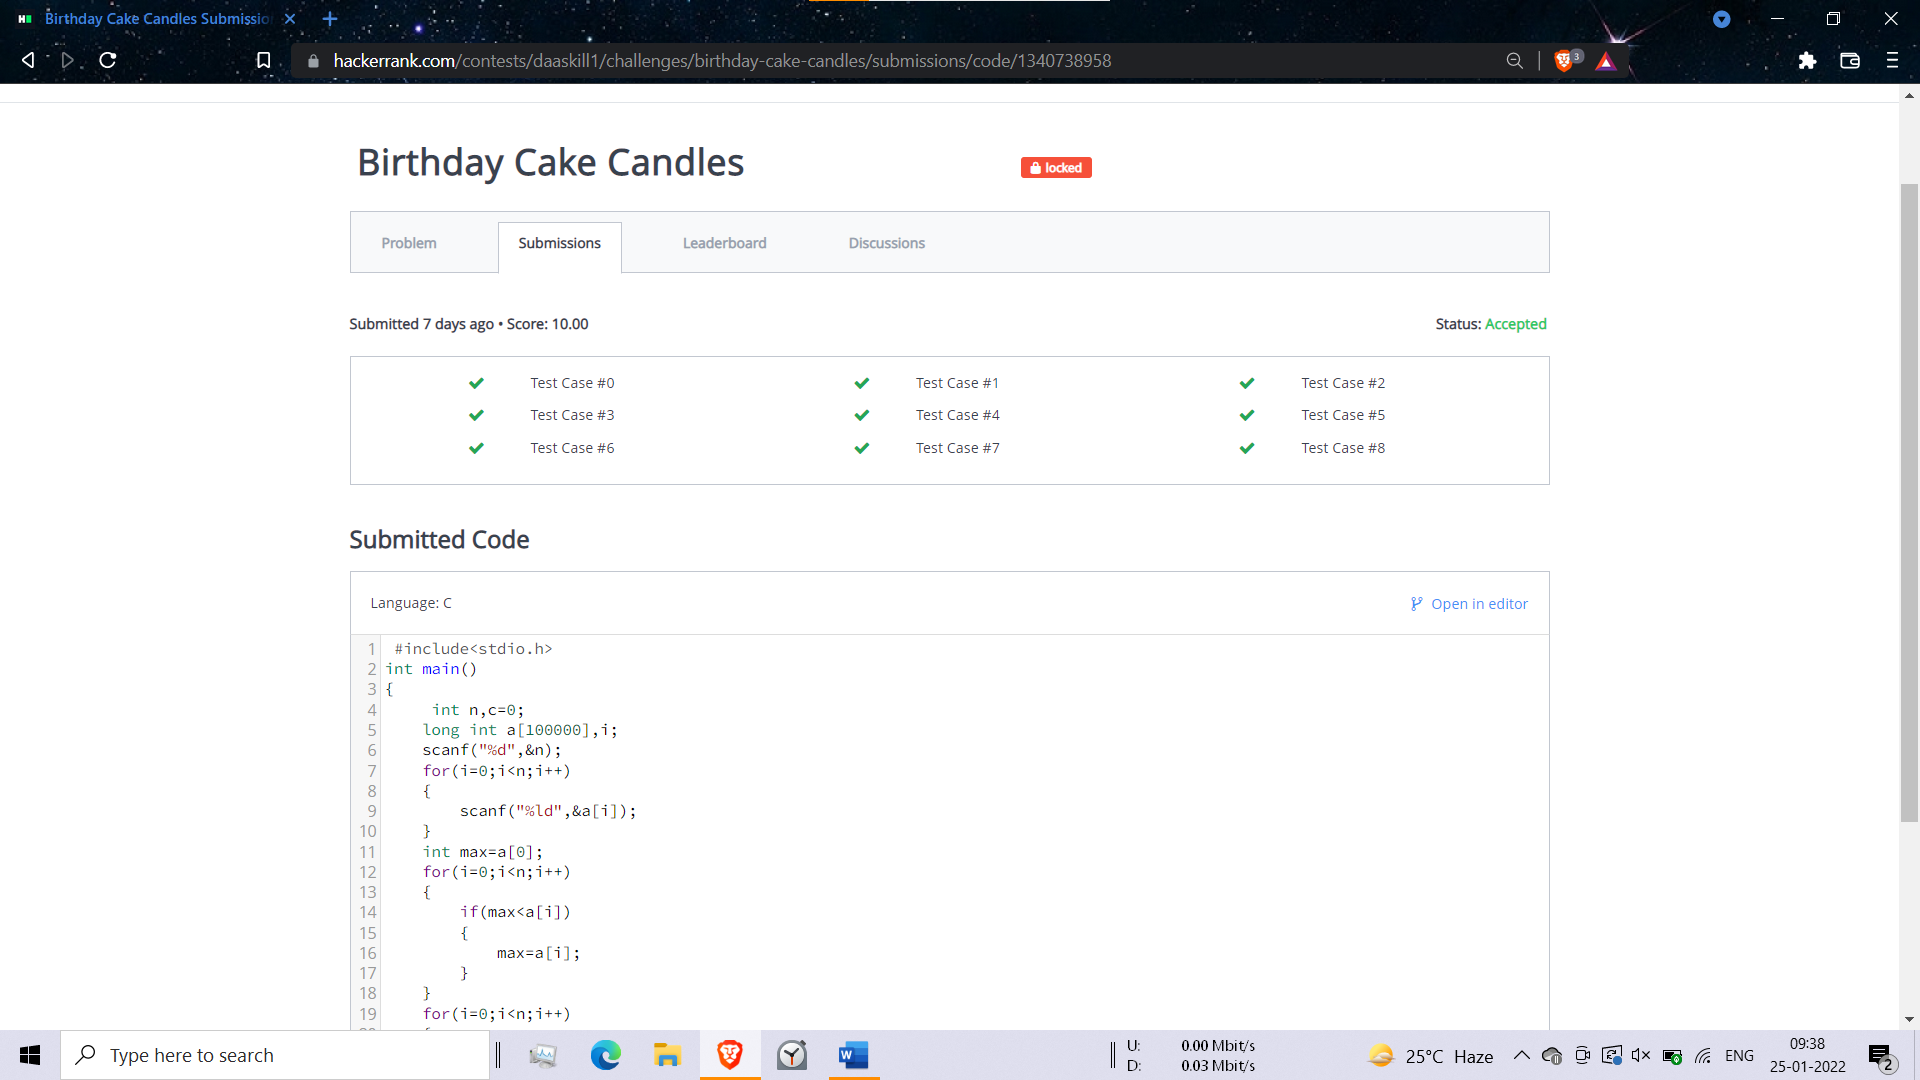 Birthday Cake Candles Submissio
hackerrank.com/contests/daaskill1/challenges/birthday-cake-candles/submissions/code/1340738958
3
Birthday Cake Candles
locked
Problem
Submissions
Leaderboard
Discussions
Submitted 7 days ago • Score: 10.00
Status: Accepted
Test Case #0
Test Case #1
Test Case #2
Test Case #3
Test Case #4
Test Case #5
Test Case #6
Test Case #7
Test Case #8
Submitted Code
Language: C
Open in editor
1 #include<stdio.h>
2 int main()
3 {
4 int n,c=0;
5 long int a[100000],i;
6 scanf("%d",&n);
7 for(i=0;i<n;i++)
8 {
9 scanf("%ld",&a[i]);
10 }
11 int max=a[0];
12 for(i=0;i<n;i++)
13 {
14 if(max<a[i])
15 {
16 max=a[i];
17 }
18 }
19 for(i=0;i<n;i++)
Type here to search
U: 0.00 Mbit/s
D: 0.03 Mbit/s
25°C Haze
ENG
09:38
25-01-2022
2